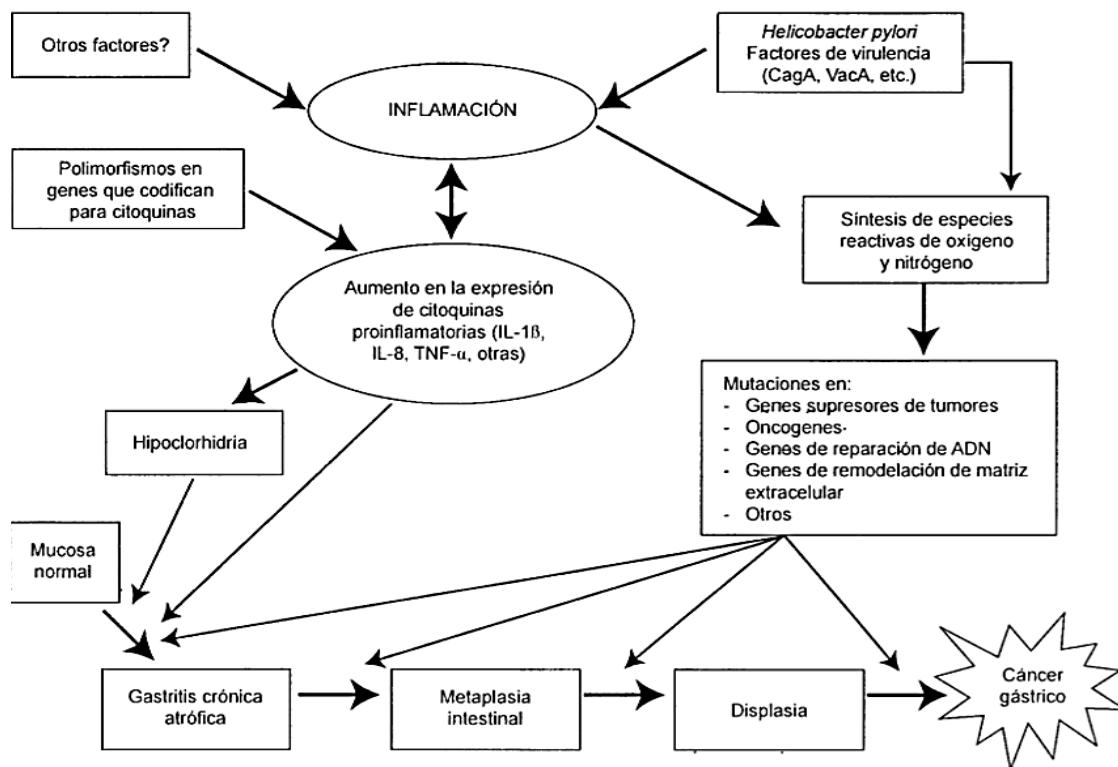 Otros factores?
Helicobacter pylori
Factores de virulencia
(CagA, VacA, etc.)
INFLAMACIÓN
Polimorfismos en
genes que codifican
para citoquinas
Síntesis de especies
reactivas de oxígeno
y nitrógeno
Aumento en la expresión
de citoquinas
proinflamatorias (IL-1ß,
IL-8, TNF-α, otras)
Mutaciones en:
- Genes supresores de tumores
- Oncogenes
- Genes de reparación de ADN
- Genes de remodelación de matriz
extracelular
- Otros
Hipoclorhidria
Mucosa
normal
Gastritis crónica
atrófica
Metaplasia
intestinal
Displasia
Cáncer
gástrico